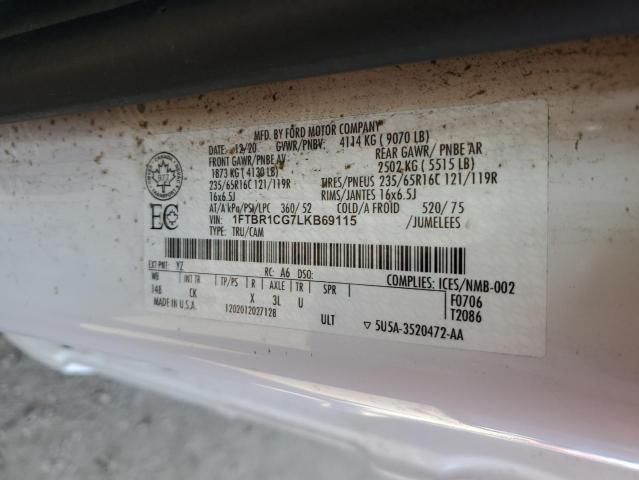 MFD. BY FORD MOTOR COMPANY
DATE: 12/20 GVWR/PNBV: 4114 KG ( 9070 LB)
FRONT GAWR/PNBE AV REAR GAWR/ PNBE AR
1873 KG ( 4130 LB) 2502 KG ( 5515 LB)
235/65R16C 121/119R TIRES/PNEUS 235/65R16C 121/119R
16x6.5J RIMS/JANTES 16x6.5J
AT/A kPa/PSI/LPC 360/ 52 COLD/A FROID 520/ 75
VIN: 1FTBR1CG7LKB69115 /JUMELEES
TYPE: TRU/CAM
EC
EXT PNT: YZ RC: A6 DSO: COMPLIES: ICES/NMB-002
WB INT TR TP/PS R AXLE TR SPR F0706
148 CK X 3L U T2086
MADE IN U.S.A. 1202012027128 ULT ▽ 5U5A-3520472-AA